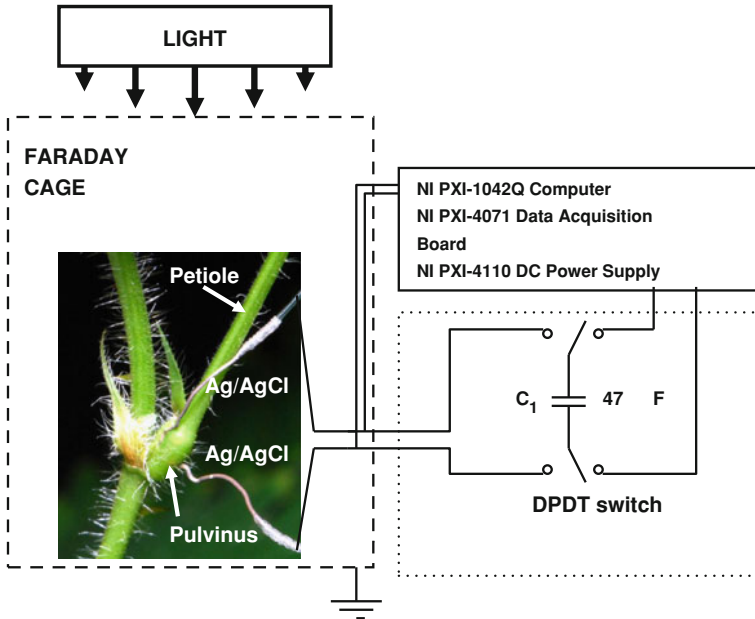 LIGHT
FARADAY
CAGE
NI PXI-1042Q Computer
NI PXI-4071 Data Acquisition
Board
NI PXI-4110 DC Power Supply
Petiole
Ag/AgCl
C1 47 F
Ag/AgCl
DPDT switch
Pulvinus